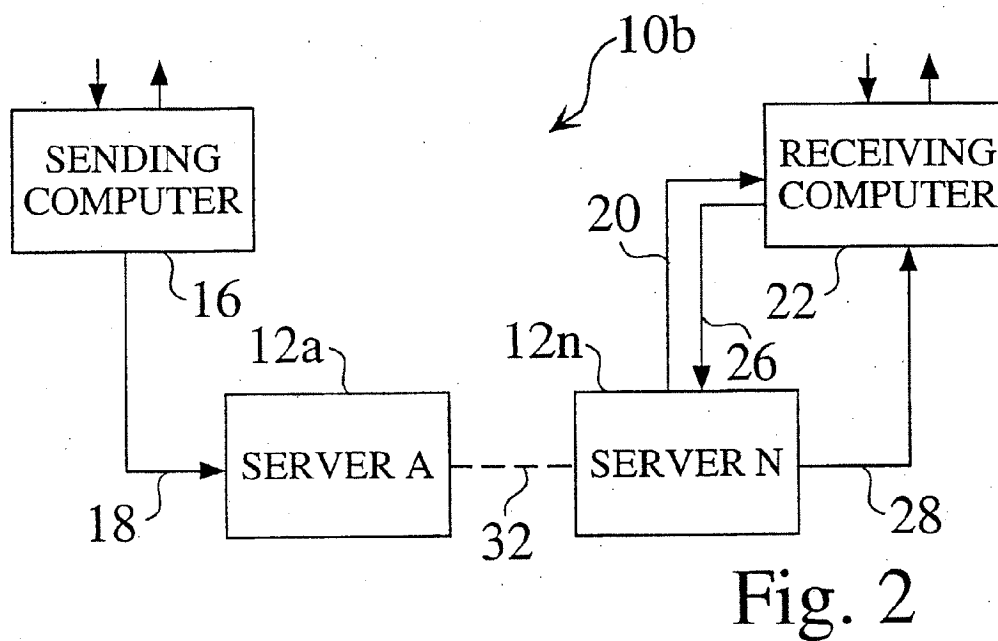 10b
SENDING
COMPUTER
RECEIVING
COMPUTER
16
20
22
12a
12n
26
SERVER A
SERVER N
18
32
28
Fig. 2